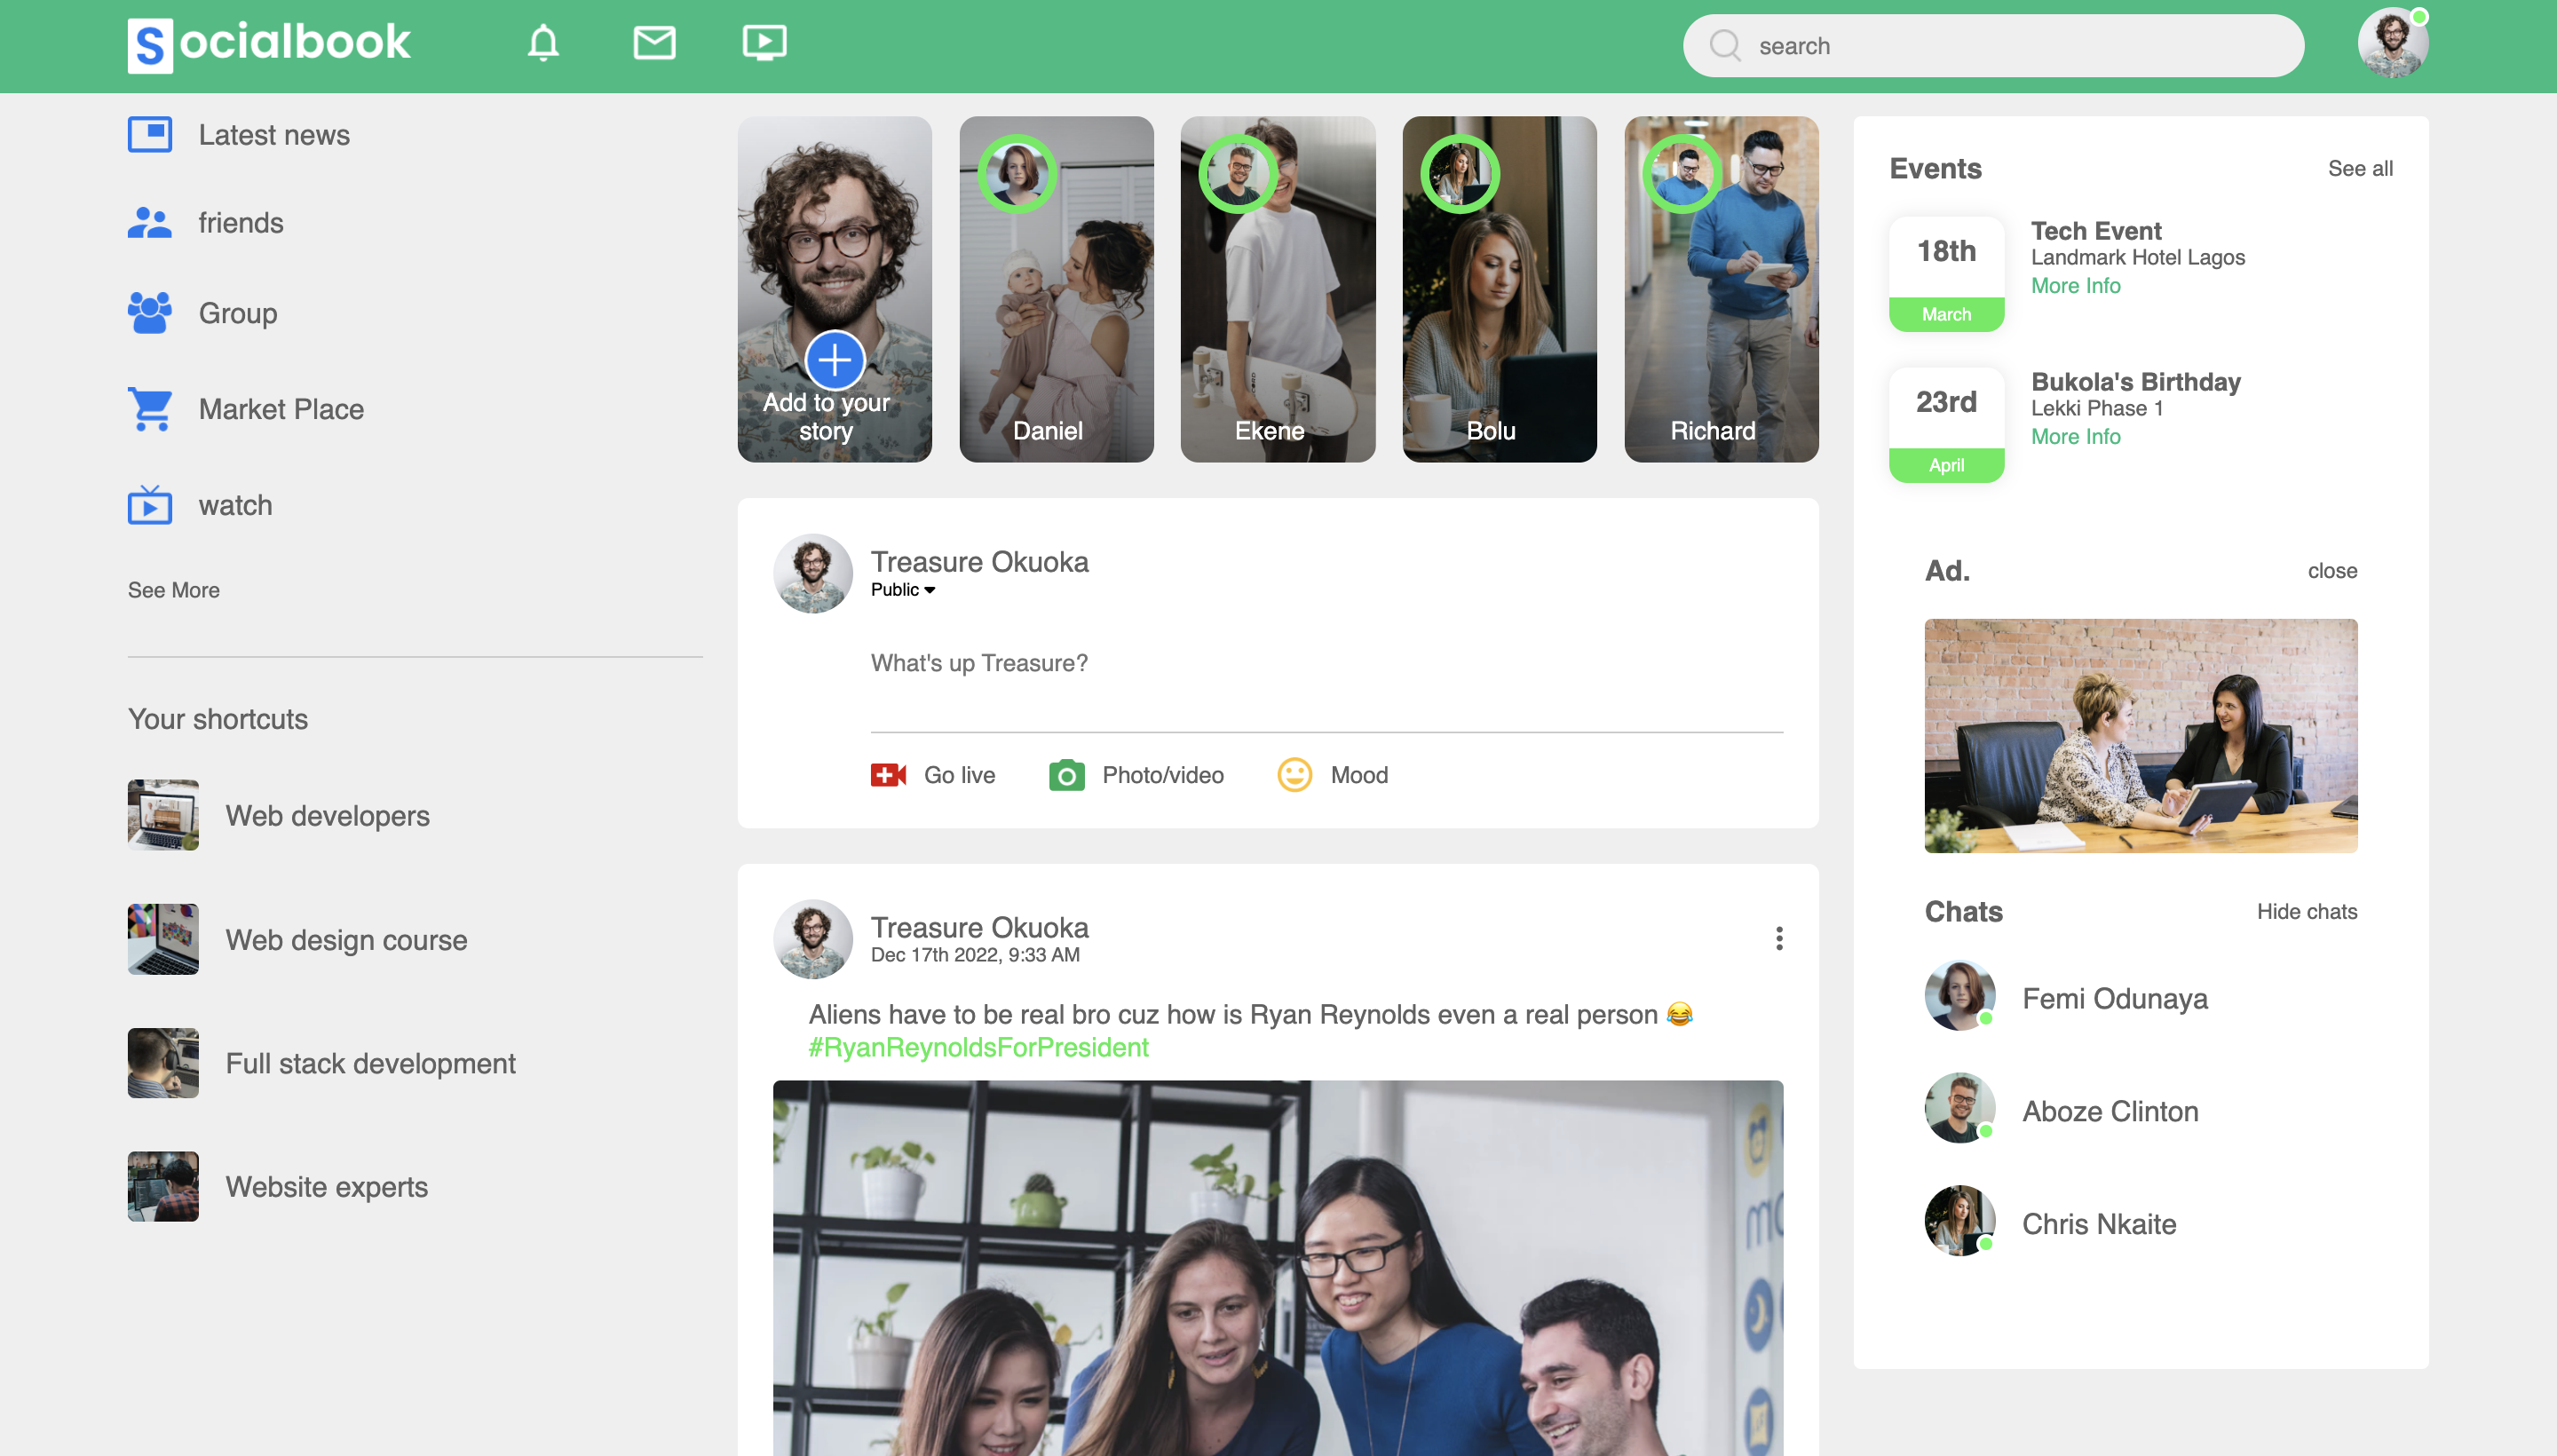 Socialbook
search
Latest news
friends
Group
Market Place
watch
See More
Your shortcuts
Web developers
Web design course
Full stack development
Website experts
Add to your
story
Daniel
Ekene
Bolu
Richard
Treasure Okuoka
Public
What's up Treasure?
Go live
Photo/video
Mood
Treasure Okuoka
Dec 17th 2022, 9:33 AM
Aliens have to be real bro cuz how is Ryan Reynolds even a real person 😂
#RyanReynoldsForPresident
Events
See all
18th
March
Tech Event
Landmark Hotel Lagos
More Info
23rd
April
Bukola's Birthday
Lekki Phase 1
More Info
Ad.
close
Chats
Hide chats
Femi Odunaya
Aboze Clinton
Chris Nkaite